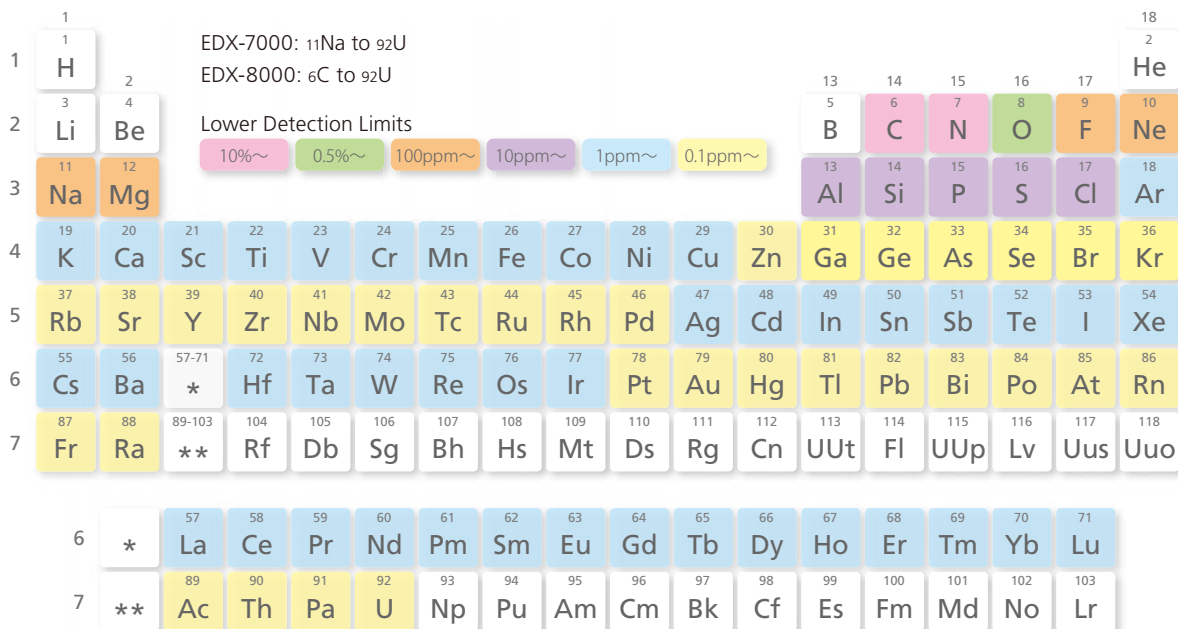 1 18
1 EDX-7000: 11Na to 92U 2
1 H EDX-8000: 6C to 92U He
2 13 14 15 16 17
3 4 Lower Detection Limits 5 6 7 8 9 10
2 Li Be B C N O F Ne
10%～ 0.5%～ 100ppm～ 10ppm～ 1ppm～ 0.1ppm～
11 12 13 14 15 16 17 18
3 Na Mg Al Si P S Cl Ar
19 20 21 22 23 24 25 26 27 28 29 30 31 32 33 34 35 36
4 K Ca Sc Ti V Cr Mn Fe Co Ni Cu Zn Ga Ge As Se Br Kr
37 38 39 40 41 42 43 44 45 46 47 48 49 50 51 52 53 54
5 Rb Sr Y Zr Nb Mo Tc Ru Rh Pd Ag Cd In Sn Sb Te I Xe
55 56 57-71 72 73 74 75 76 77 78 79 80 81 82 83 84 85 86
6 Cs Ba * Hf Ta W Re Os Ir Pt Au Hg Tl Pb Bi Po At Rn
87 88 89-103 104 105 106 107 108 109 110 111 112 113 114 115 116 117 118
7 Fr Ra ** Rf Db Sg Bh Hs Mt Ds Rg Cn UUt Fl UUp Lv Uus Uuo
57 58 59 60 61 62 63 64 65 66 67 68 69 70 71
6 * La Ce Pr Nd Pm Sm Eu Gd Tb Dy Ho Er Tm Yb Lu
89 90 91 92 93 94 95 96 97 98 99 100 101 102 103
7 ** Ac Th Pa U Np Pu Am Cm Bk Cf Es Fm Md No Lr